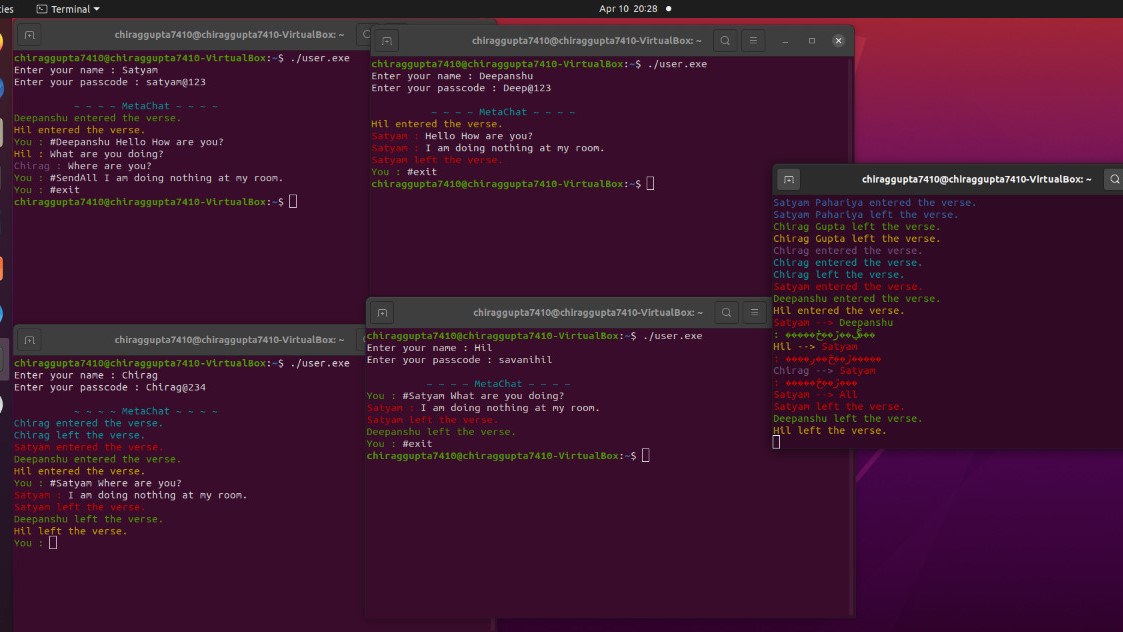 ies
Terminal
Apr 10 20:28
chiraggupta7410@chiraggupta7410-VirtualBox: ~
chiraggupta7410@chiraggupta7410-VirtualBox:~$ ./user.exe
Enter your name : Satyam
Enter your passcode : satyam@123
~ ~ ~ ~ MetaChat ~ ~ ~ ~
Deepanshu entered the verse.
Hil entered the verse.
You : #Deepanshu Hello How are you?
Hil : What are you doing?
Chirag : Where are you?
You : #SendAll I am doing nothing at my room.
You : #exit
chiraggupta7410@chiraggupta7410-VirtualBox:~$
chiraggupta7410@chiraggupta7410-VirtualBox: ~
chiraggupta7410@chiraggupta7410-VirtualBox:~$ ./user.exe
Enter your name : Deepanshu
Enter your passcode : Deep@123
~ ~ ~ ~ MetaChat ~ ~ ~ ~
Hil entered the verse.
Satyam : Hello How are you?
Satyam : I am doing nothing at my room.
Satyam left the verse.
You : #exit
chiraggupta7410@chiraggupta7410-VirtualBox:~$
chiraggupta7410@chiraggupta7410-VirtualBox: ~
Satyam Pahariya entered the verse.
Satyam Pahariya left the verse.
Chirag Gupta left the verse.
Chirag Gupta left the verse.
Chirag entered the verse.
Chirag entered the verse.
Chirag left the verse.
Satyam entered the verse.
Deepanshu entered the verse.
Hil entered the verse.
Satyam --> Deepanshu
:
Hil --> Satyam
:
Chirag --> Satyam
:
Satyam --> All
Satyam left the verse.
Deepanshu left the verse.
Hil left the verse.
chiraggupta7410@chiraggupta7410-VirtualBox: ~
chiraggupta7410@chiraggupta7410-VirtualBox:~$ ./user.exe
Enter your name : Chirag
Enter your passcode : Chirag@234
~ ~ ~ ~ MetaChat ~ ~ ~ ~
Chirag entered the verse.
Chirag left the verse.
Satyam entered the verse.
Deepanshu entered the verse.
Hil entered the verse.
You : #Satyam Where are you?
Satyam : I am doing nothing at my room.
Satyam left the verse.
Deepanshu left the verse.
Hil left the verse.
You :
chiraggupta7410@chiraggupta7410-VirtualBox: ~
chiraggupta7410@chiraggupta7410-VirtualBox:~$ ./user.exe
Enter your name : Hil
Enter your passcode : savanihil
~ ~ ~ ~ MetaChat ~ ~ ~ ~
You : #Satyam What are you doing?
Satyam : I am doing nothing at my room.
Satyam left the verse.
Deepanshu left the verse.
You : #exit
chiraggupta7410@chiraggupta7410-VirtualBox:~$